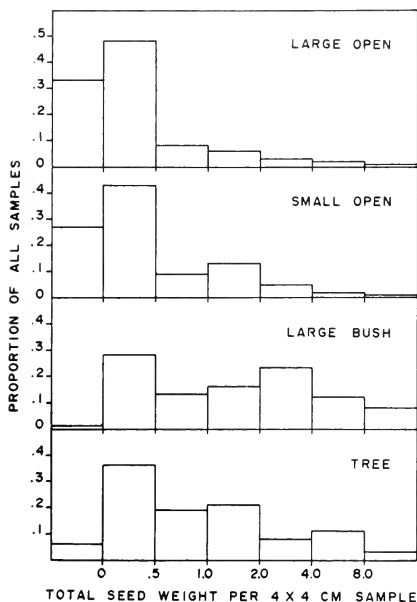 LARGE OPEN
.5
.4
.3
.2
.1
0
SMALL OPEN
.4
.3
.2
.1
0
LARGE BUSH
.4
.3
.2
.1
0
TREE
.4
.3
.2
.1
0 .5 1.0 2.0 4.0 8.0
PROPORTION OF ALL SAMPLES
TOTAL SEED WEIGHT PER 4 X 4 CM SAMPLE